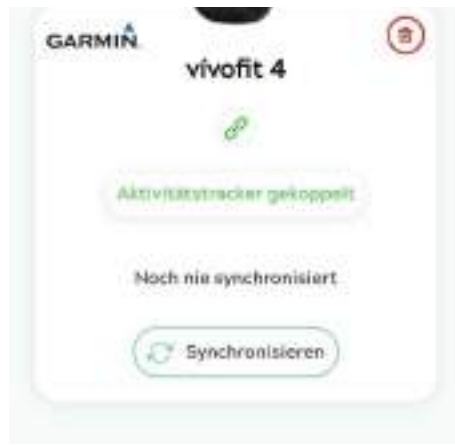 GARMIN
vívofit 4
Aktivitätstracker gekoppelt
Noch nie synchronisiert
Synchronisieren